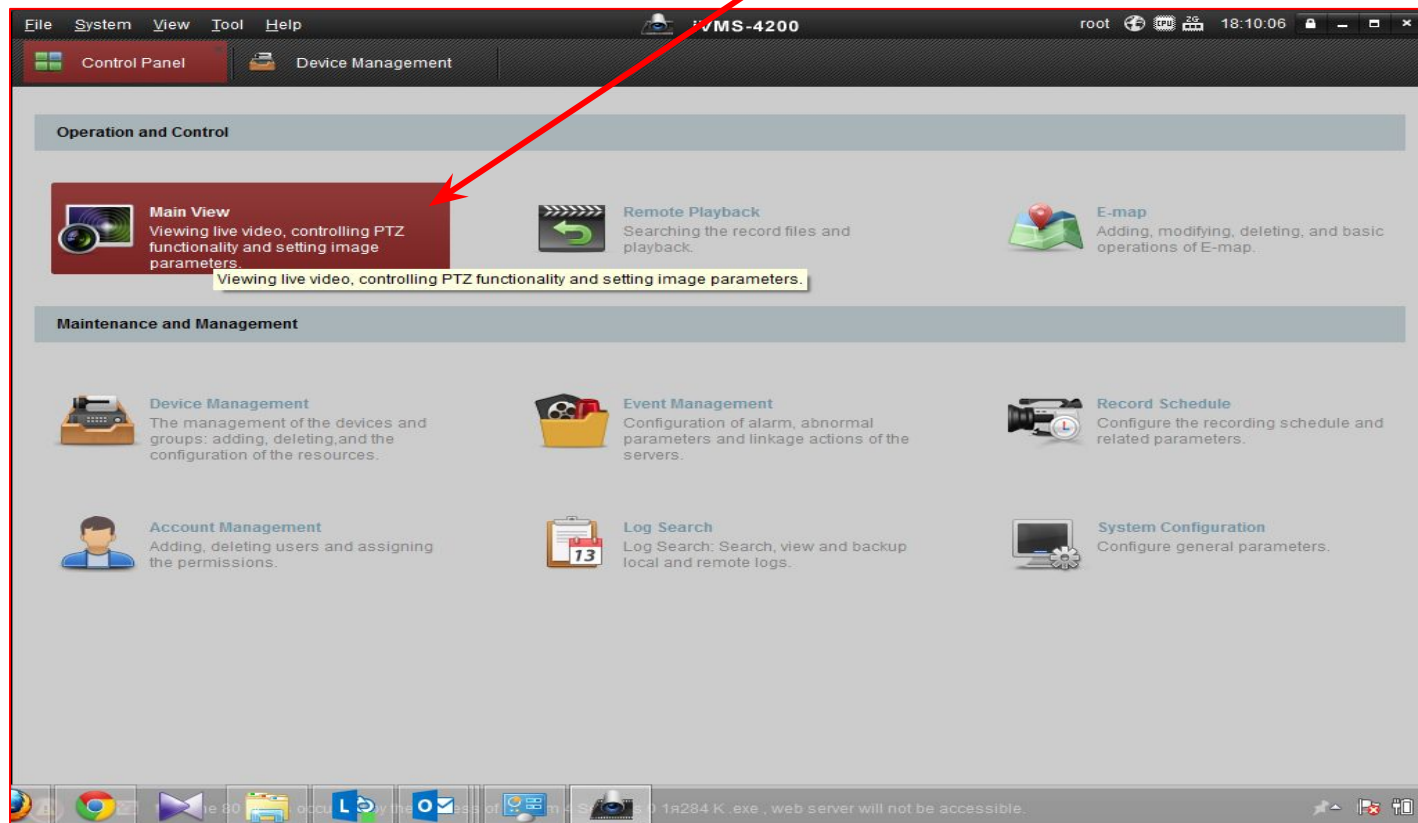 File System View Tool Help
iVMS-4200
root
CPU
2G
18:10:06
Control Panel
Device Management
Operation and Control
Main View
Viewing live video, controlling PTZ
functionality and setting image
parameters.
Viewing live video, controlling PTZ functionality and setting image parameters.
Remote Playback
Searching the record files and
playback.
E-map
Adding, modifying, deleting, and basic
operations of E-map.
Maintenance and Management
Device Management
The management of the devices and
groups: adding, deleting,and the
configuration of the resources.
Event Management
Configuration of alarm, abnormal
parameters and linkage actions of the
servers.
Record Schedule
Configure the recording schedule and
related parameters.
Account Management
Adding, deleting users and assigning
the permissions.
13
Log Search
Log Search: Search, view and backup
local and remote logs.
System Configuration
Configure general parameters.
80 by the of .exe , web server will not be accessible.